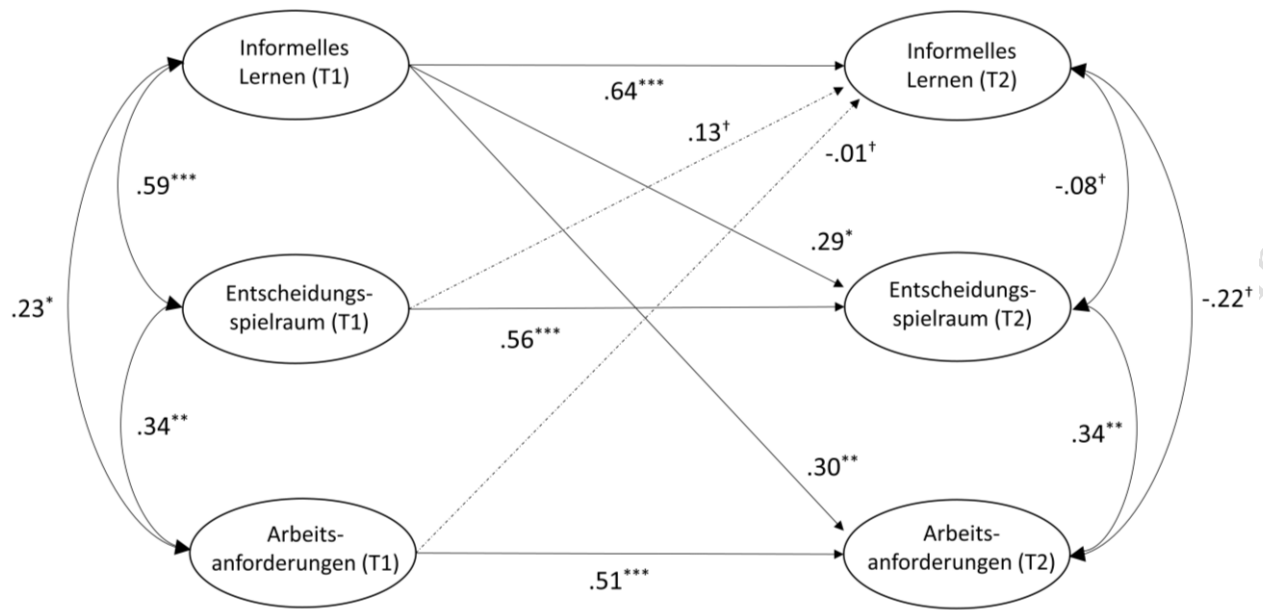 Informelles
Lernen (T1)
Informelles
Lernen (T2)
.64***
.13†
-.01†
.59***
-.08†
.29*
Entscheidungs-
spielraum (T1)
Entscheidungs-
spielraum (T2)
.23*
-.22†
.56***
.34**
.34**
.30**
Arbeits-
anforderungen (T1)
Arbeits-
anforderungen (T2)
.51***